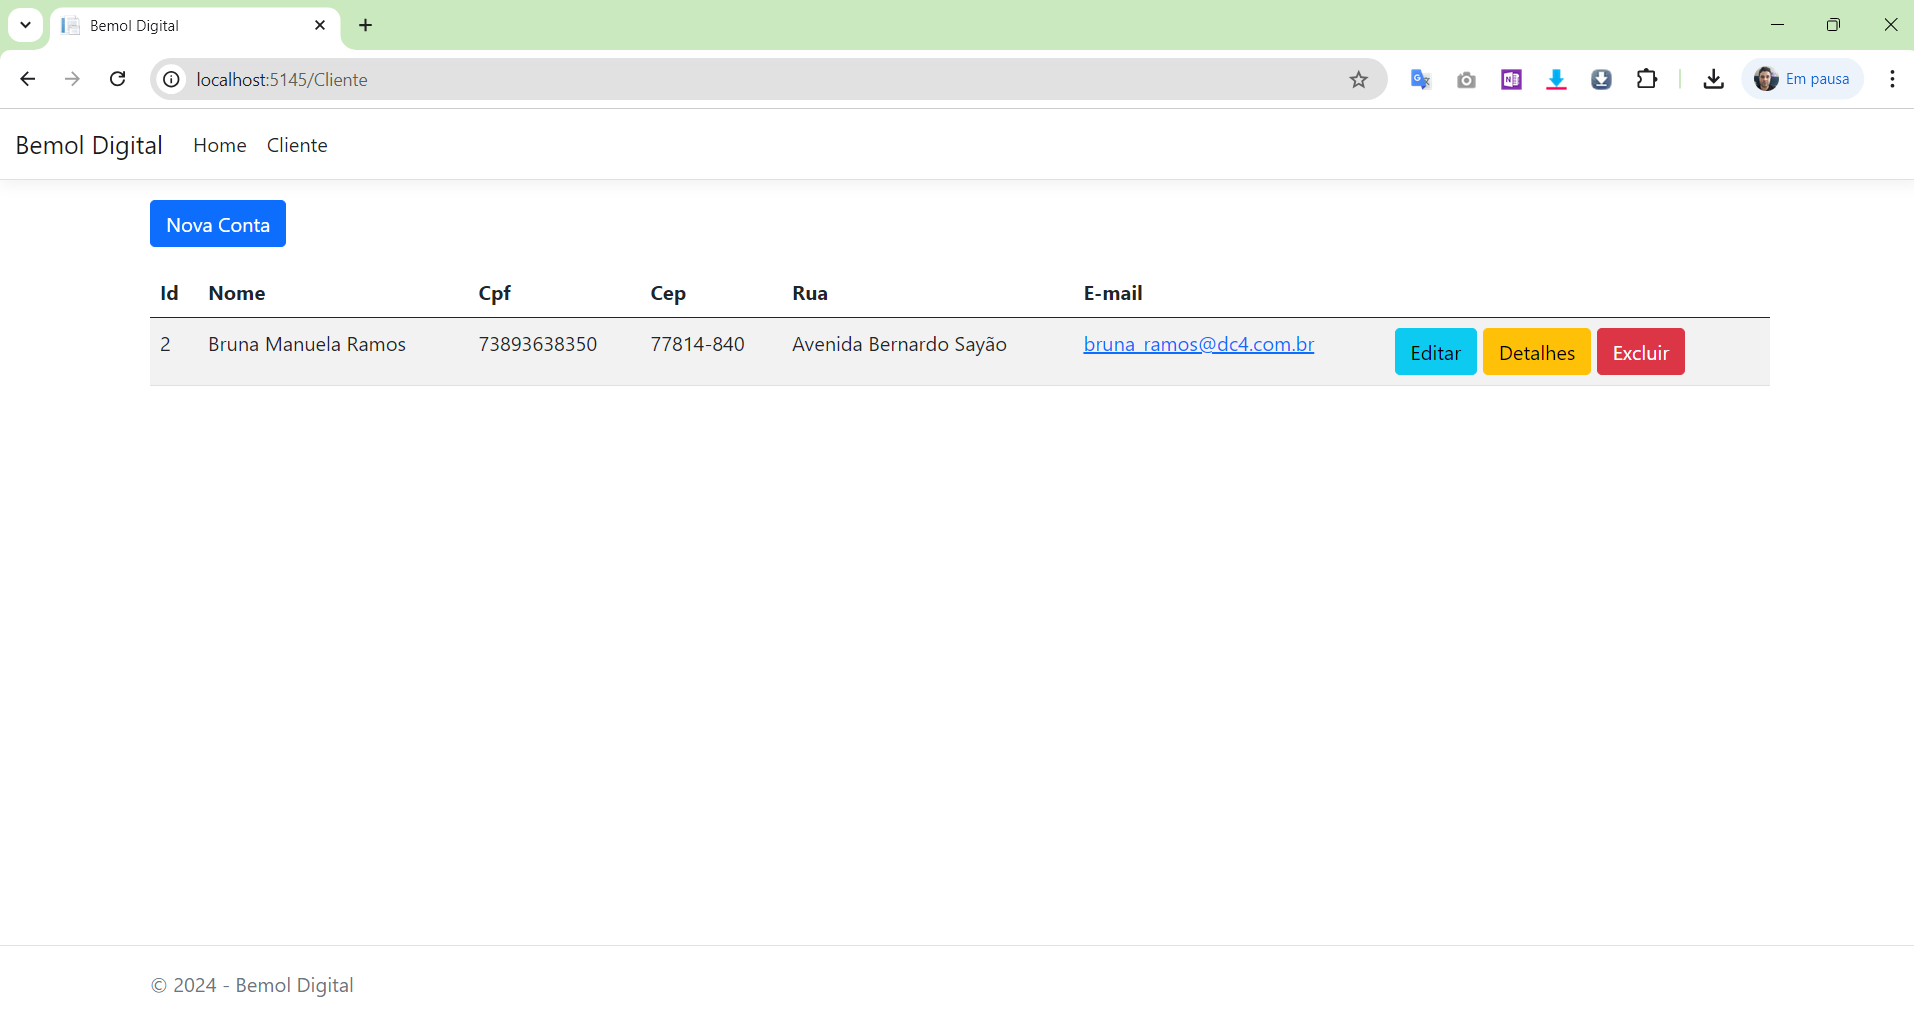 Bemol Digital
localhost:5145/Cliente
Em pausa
Bemol Digital Home Cliente
Nova Conta
Id Nome Cpf Cep Rua E-mail
2 Bruna Manuela Ramos 73893638350 77814-840 Avenida Bernardo Sayão bruna_ramos@dc4.com.br Editar Detalhes Excluir
© 2024 - Bemol Digital